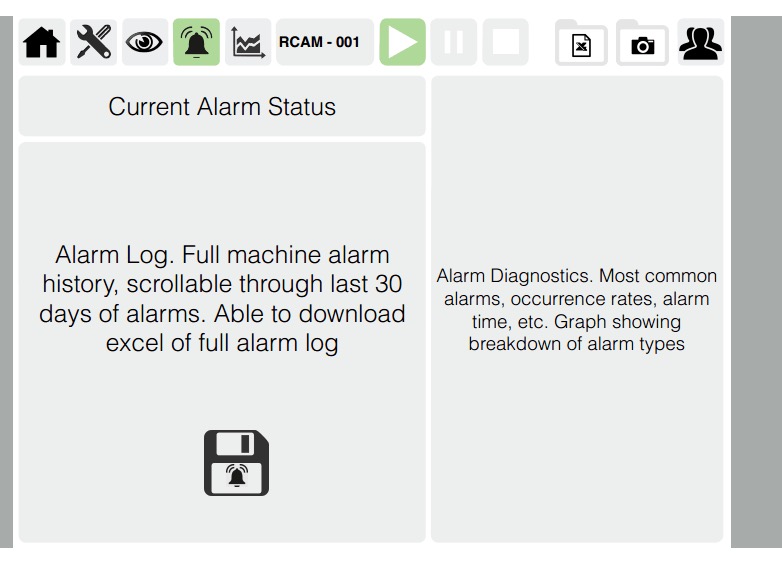 RCAM - 001
Current Alarm Status
Alarm Log. Full machine alarm
history, scrollable through last 30
days of alarms. Able to download
excel of full alarm log
Alarm Diagnostics. Most common
alarms, occurrence rates, alarm
time, etc. Graph showing
breakdown of alarm types